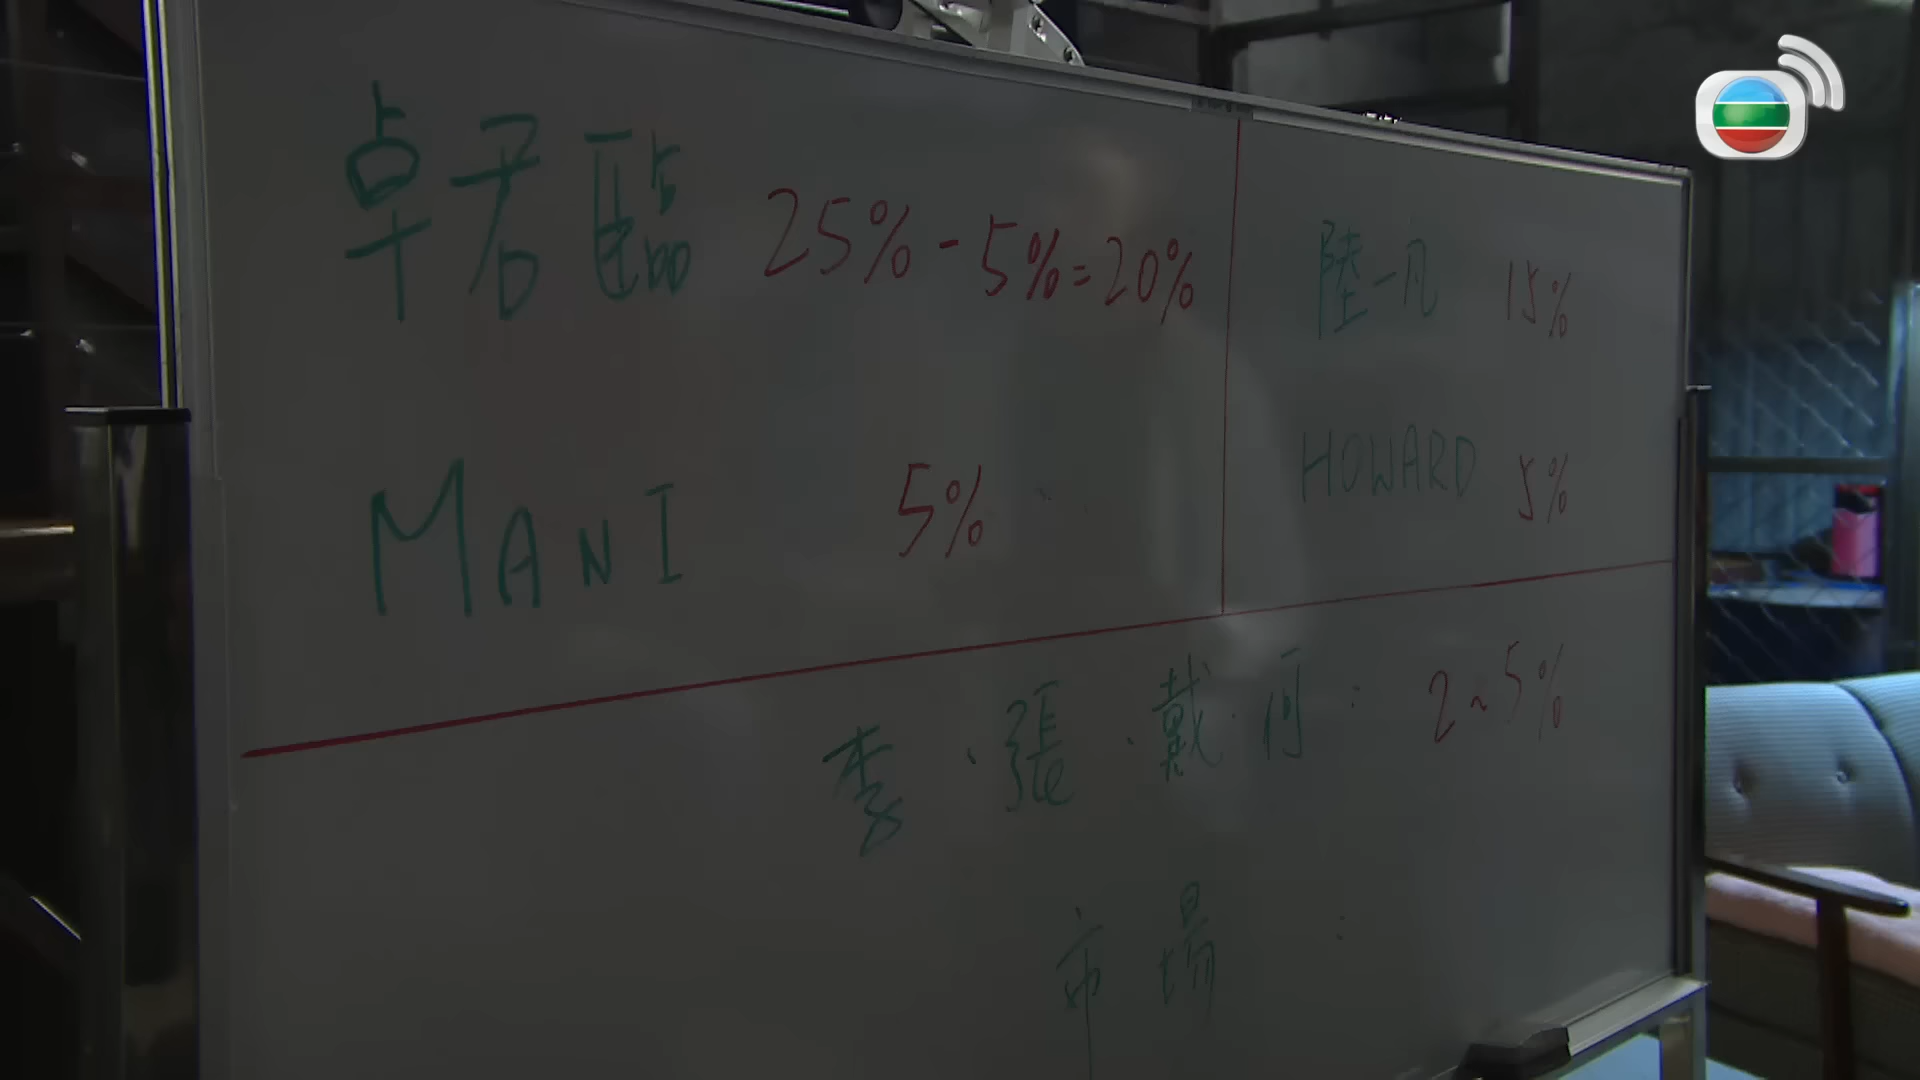 卓君臨 25% - 5% = 20%
MANI 5%
陸一凡 15%
HOWARD 5%
李、張、戴、何: 2~5%
市場: